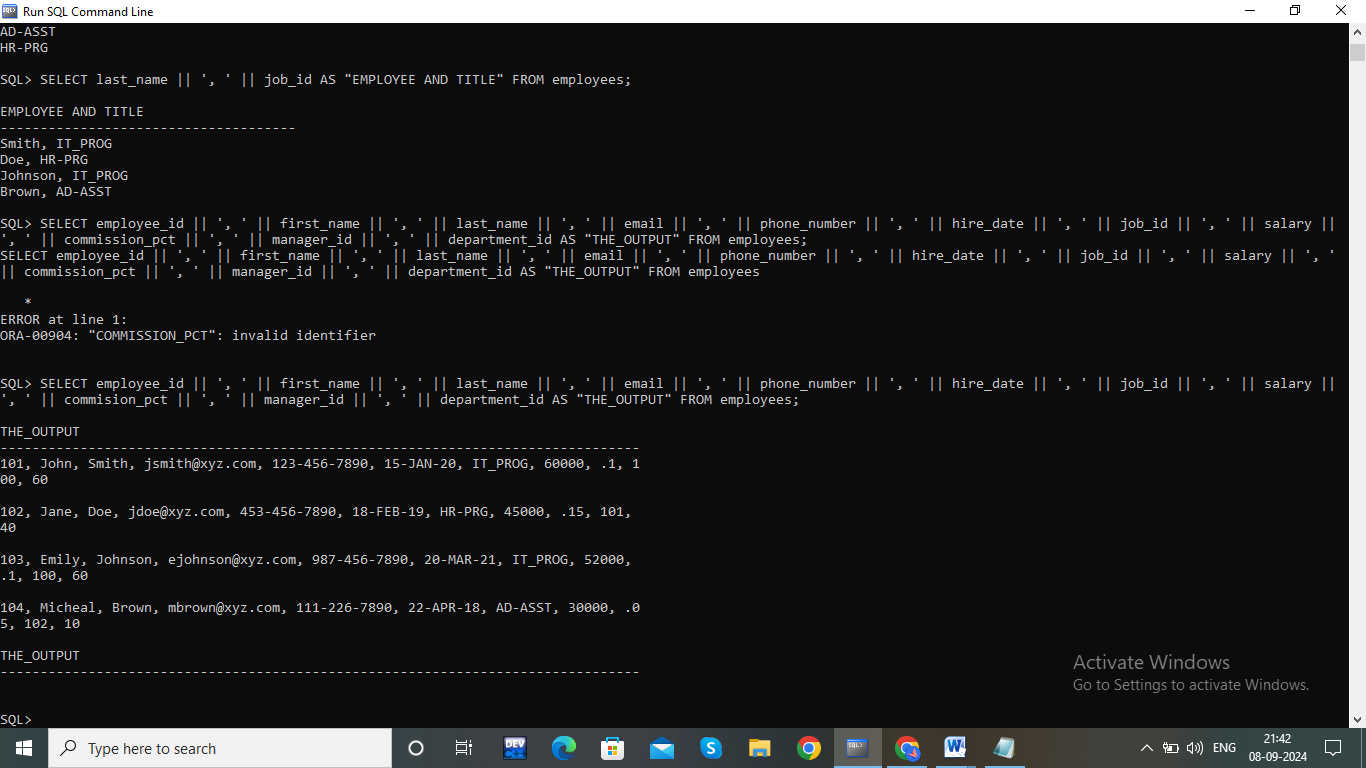 Run SQL Command Line
AD-ASST
HR-PRG
SQL> SELECT last_name || ', ' || job_id AS "EMPLOYEE AND TITLE" FROM employees;
EMPLOYEE AND TITLE
-------------------------------------
Smith, IT_PROG
Doe, HR-PRG
Johnson, IT_PROG
Brown, AD-ASST
SQL> SELECT employee_id || ', ' || first_name || ', ' || last_name || ', ' || email || ', ' || phone_number || ', ' || hire_date || ', ' || job_id || ', ' || salary ||
', ' || commission_pct || ', ' || manager_id || ', ' || department_id AS "THE_OUTPUT" FROM employees;
SELECT employee_id || ', ' || first_name || ', ' || last_name || ', ' || email || ', ' || phone_number || ', ' || hire_date || ', ' || job_id || ', ' || salary || ', '
|| commission_pct || ', ' || manager_id || ', ' || department_id AS "THE_OUTPUT" FROM employees
*
ERROR at line 1:
ORA-00904: "COMMISSION_PCT": invalid identifier
SQL> SELECT employee_id || ', ' || first_name || ', ' || last_name || ', ' || email || ', ' || phone_number || ', ' || hire_date || ', ' || job_id || ', ' || salary ||
', ' || commision_pct || ', ' || manager_id || ', ' || department_id AS "THE_OUTPUT" FROM employees;
THE_OUTPUT
--------------------------------------------------------------------------------
101, John, Smith, jsmith@xyz.com, 123-456-7890, 15-JAN-20, IT_PROG, 60000, .1, 1
00, 60
102, Jane, Doe, jdoe@xyz.com, 453-456-7890, 18-FEB-19, HR-PRG, 45000, .15, 101,
40
103, Emily, Johnson, ejohnson@xyz.com, 987-456-7890, 20-MAR-21, IT_PROG, 52000,
.1, 100, 60
104, Micheal, Brown, mbrown@xyz.com, 111-226-7890, 22-APR-18, AD-ASST, 30000, .0
5, 102, 10
THE_OUTPUT
--------------------------------------------------------------------------------
SQL>
Activate Windows
Go to Settings to activate Windows.
Type here to search
DEV
S
SQL>
W
ENG
21:42
08-09-2024